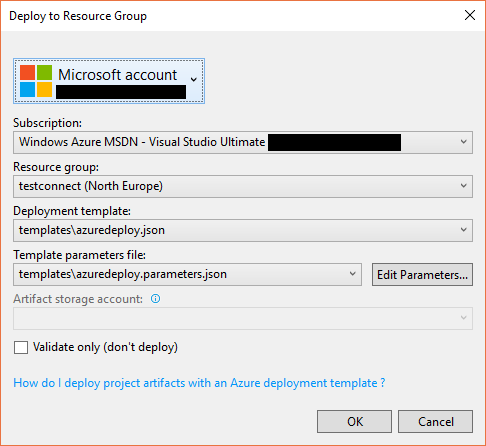 Deploy to Resource Group
Microsoft account
Subscription:
Windows Azure MSDN - Visual Studio Ultimate
Resource group:
testconnect (North Europe)
Deployment template:
templates\azuredeploy.json
Template parameters file:
templates\azuredeploy.parameters.json
Edit Parameters...
Artifact storage account:
Validate only (don't deploy)
How do I deploy project artifacts with an Azure deployment template ?
OK
Cancel